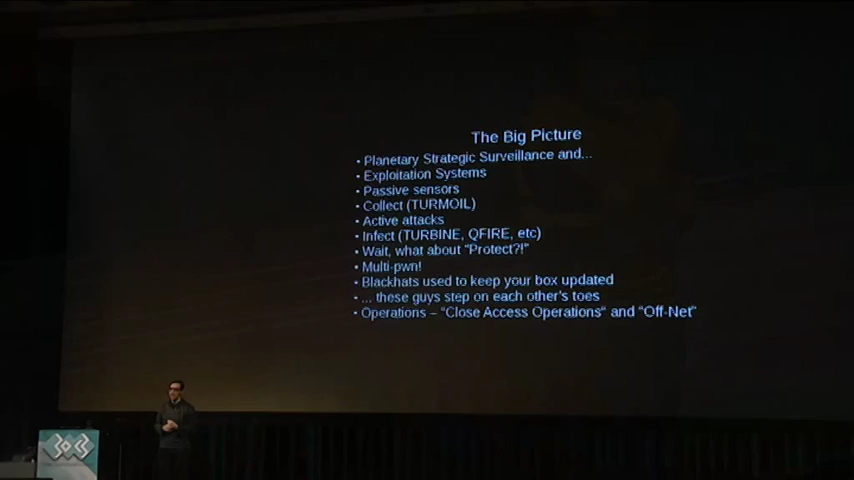 The Big Picture
• Planetary Strategic Surveillance and...
• Exploitation Systems
• Passive sensors
• Collect (TURMOIL)
• Active attacks
• Infect (TURBINE, QFIRE, etc)
• Wait, what about "Protect?!"
• Multi-pwn!
• Blackhats used to keep your box updated
• ... these guys step on each other's toes
• Operations – "Close Access Operations" and "Off-Net"
30C3